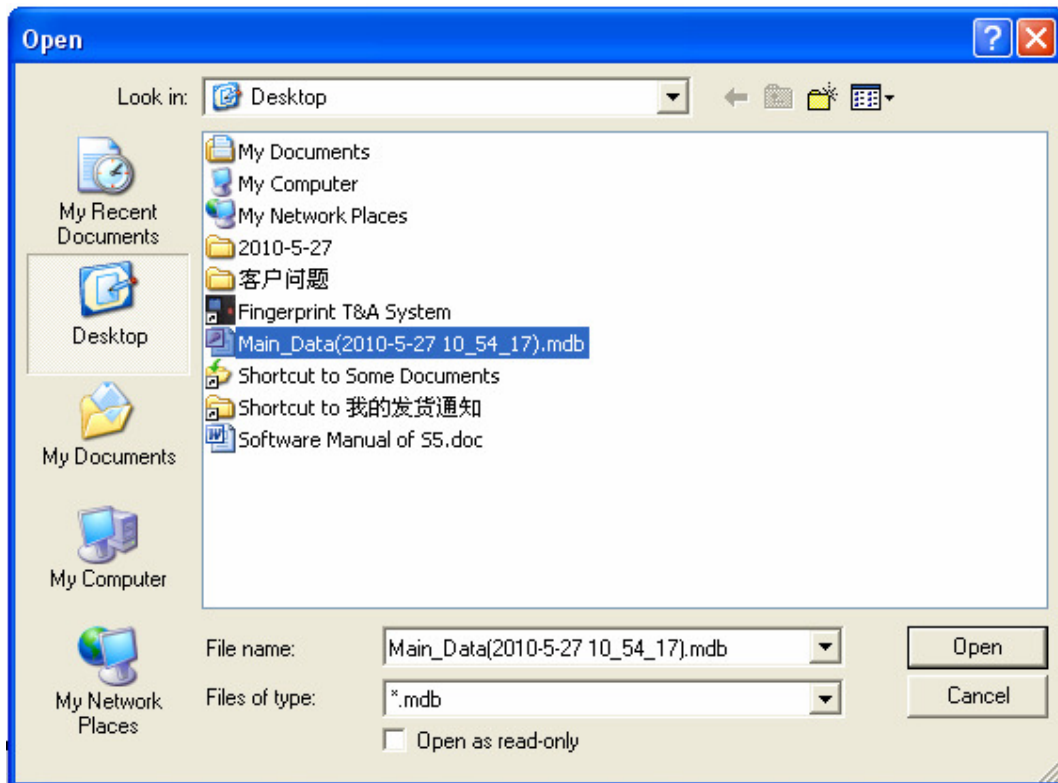 Open
Look in:
Desktop
My Recent
Documents
Desktop
My Documents
My Computer
My Network
Places
My Documents
My Computer
My Network Places
2010-5-27
客户问题
Fingerprint T&A System
Main_Data(2010-5-27 10_54_17).mdb
Shortcut to Some Documents
Shortcut to 我的发货通知
Software Manual of S5.doc
File name:
Main_Data(2010-5-27 10_54_17).mdb
Open
Files of type:
*.mdb
Cancel
Open as read-only